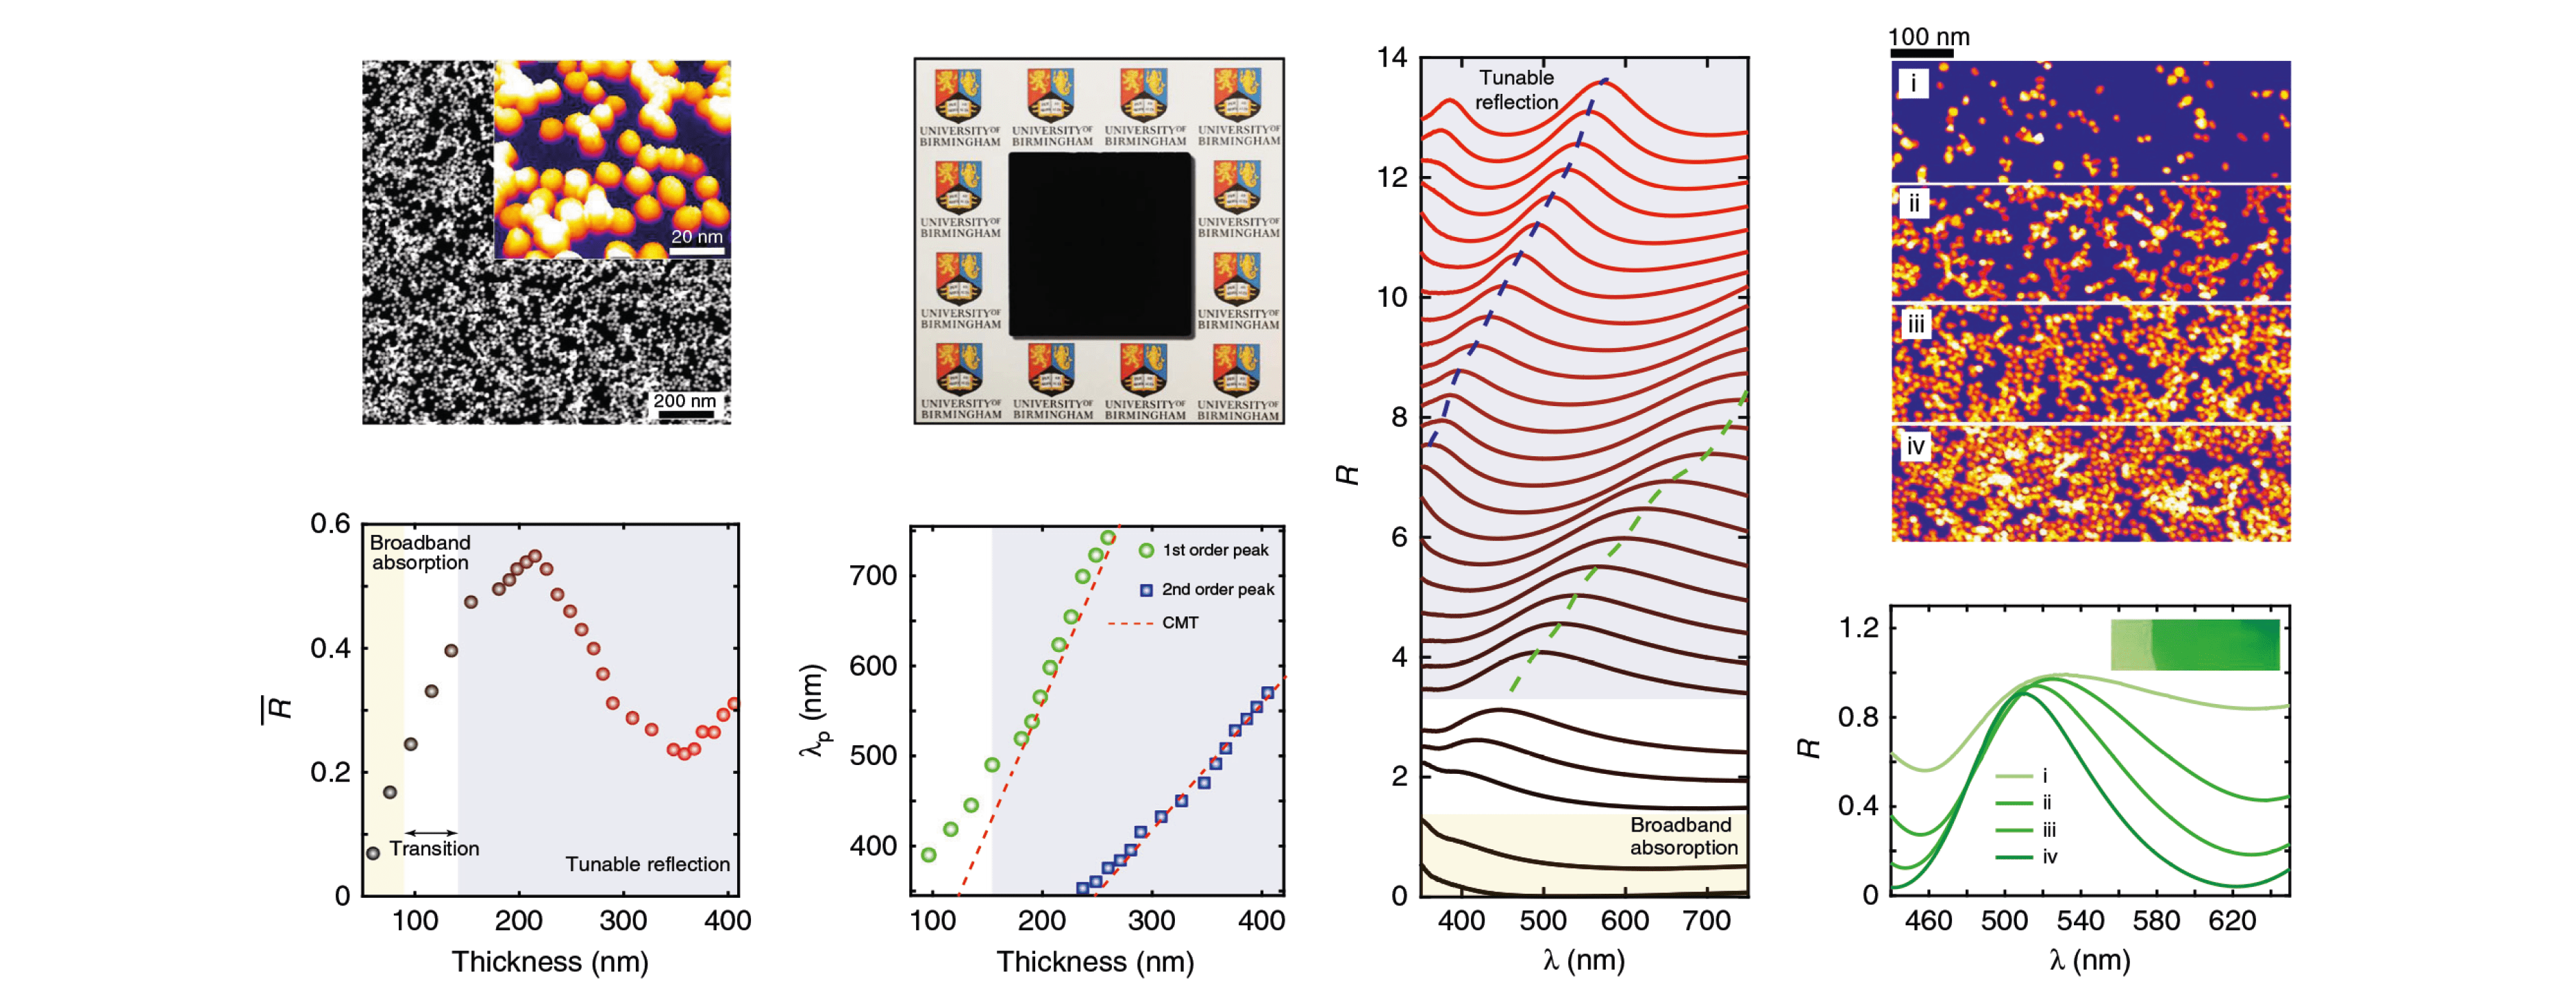 20 nm
200 nm
UNIVERSITY OF UNIVERSITY OF UNIVERSITY OF UNIVERSITY OF
BIRMINGHAM BIRMINGHAM BIRMINGHAM BIRMINGHAM
UNIVERSITY OF UNIVERSITY OF
BIRMINGHAM BIRMINGHAM
UNIVERSITY OF UNIVERSITY OF
BIRMINGHAM BIRMINGHAM
UNIVERSITY OF UNIVERSITY OF UNIVERSITY OF UNIVERSITY OF
BIRMINGHAM BIRMINGHAM BIRMINGHAM BIRMINGHAM
0.6
0.4
0.2
0
R
Broadband
absorption
Transition
Tunable reflection
100 200 300 400
Thickness (nm)
700
600
500
400
λp (nm)
1st order peak
2nd order peak
CMT
100 200 300 400
Thickness (nm)
14
12
10
8
6
4
2
0
R
Tunable
reflection
Broadband
absoroption
400 500 600 700
λ (nm)
100 nm
i
ii
iii
iv
1.2
0.8
0.4
0
R
i
ii
iii
iv
460 500 540 580 620
λ (nm)